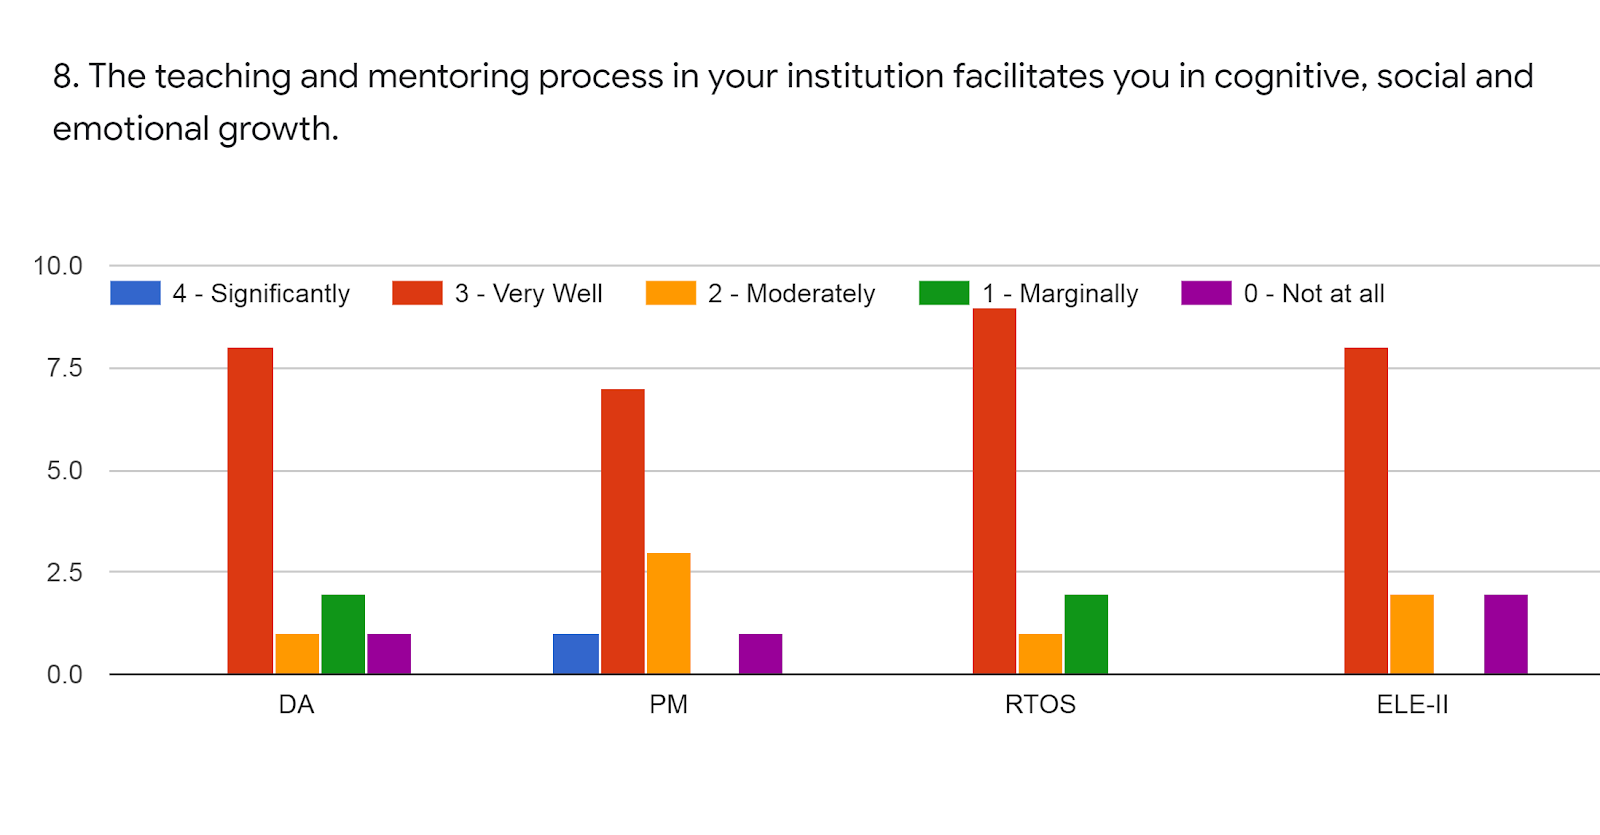 8. The teaching and mentoring process in your institution facilitates you in cognitive, social and
emotional growth.
10.0
4 - Significantly 3 - Very Well 2 - Moderately 1 - Marginally 0 - Not at all
7.5
5.0
2.5
0.0
DA PM RTOS ELE-II